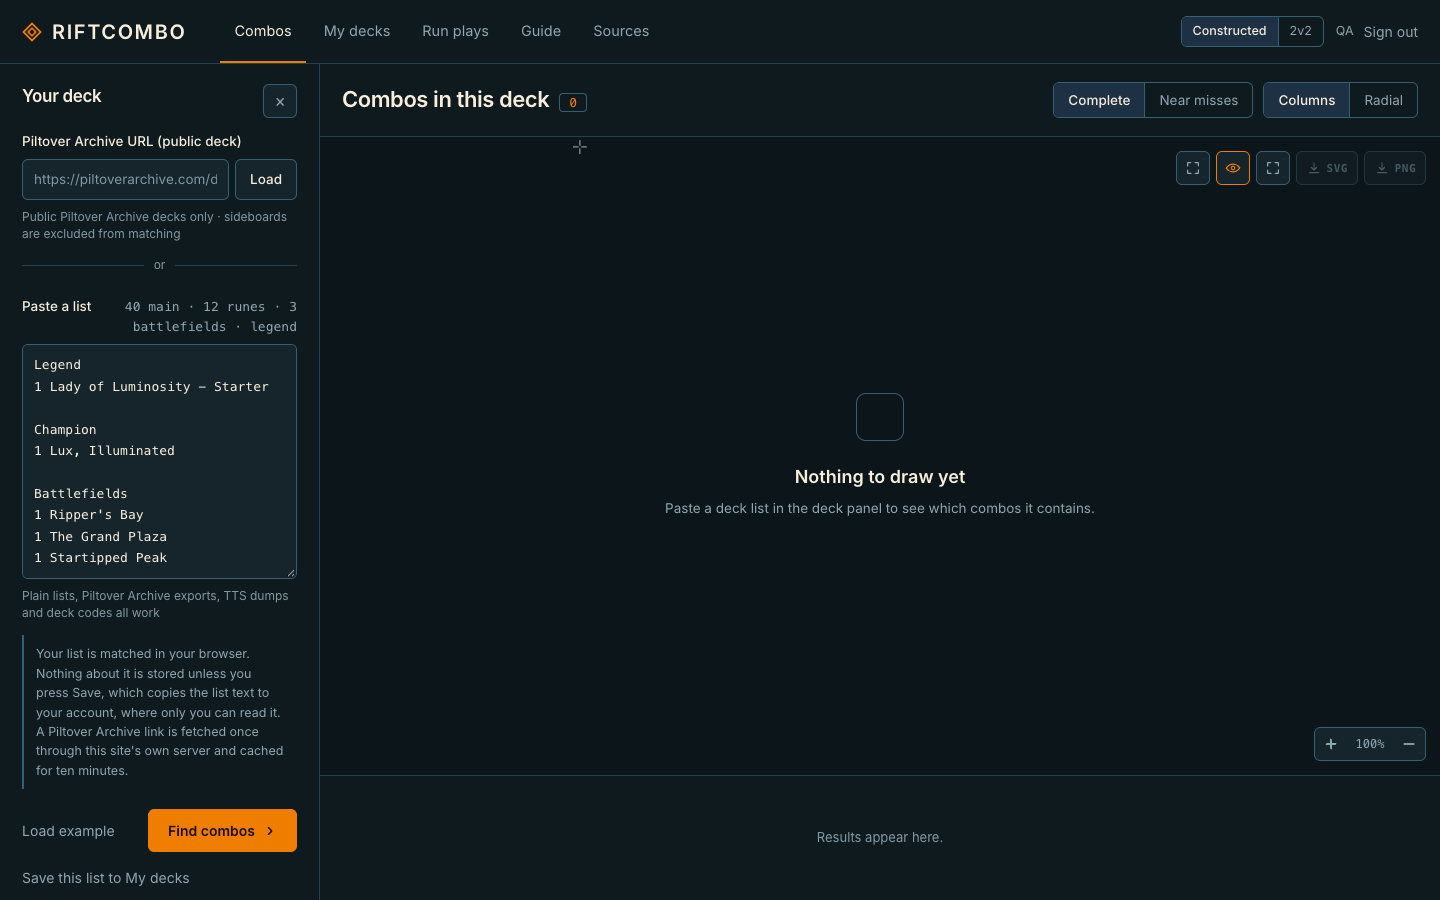 RIFTCOMBO
Combos
My decks
Run plays
Guide
Sources
Constructed
2v2
QA
Sign out
Your deck
Piltover Archive URL (public deck)
https://piltoverarchive.com/d
Load
Public Piltover Archive decks only · sideboards
are excluded from matching
or
Paste a list
40 main · 12 runes · 3
battlefields · legend
Legend
1 Lady of Luminosity – Starter
Champion
1 Lux, Illuminated
Battlefields
1 Ripper's Bay
1 The Grand Plaza
1 Startipped Peak
Plain lists, Piltover Archive exports, TTS dumps
and deck codes all work
Your list is matched in your browser.
Nothing about it is stored unless you
press Save, which copies the list text to
your account, where only you can read it.
A Piltover Archive link is fetched once
through this site's own server and cached
for ten minutes.
Load example
Find combos
Save this list to My decks
Combos in this deck
0
Complete
Near misses
Columns
Radial
SVG
PNG
Nothing to draw yet
Paste a deck list in the deck panel to see which combos it contains.
100%
Results appear here.